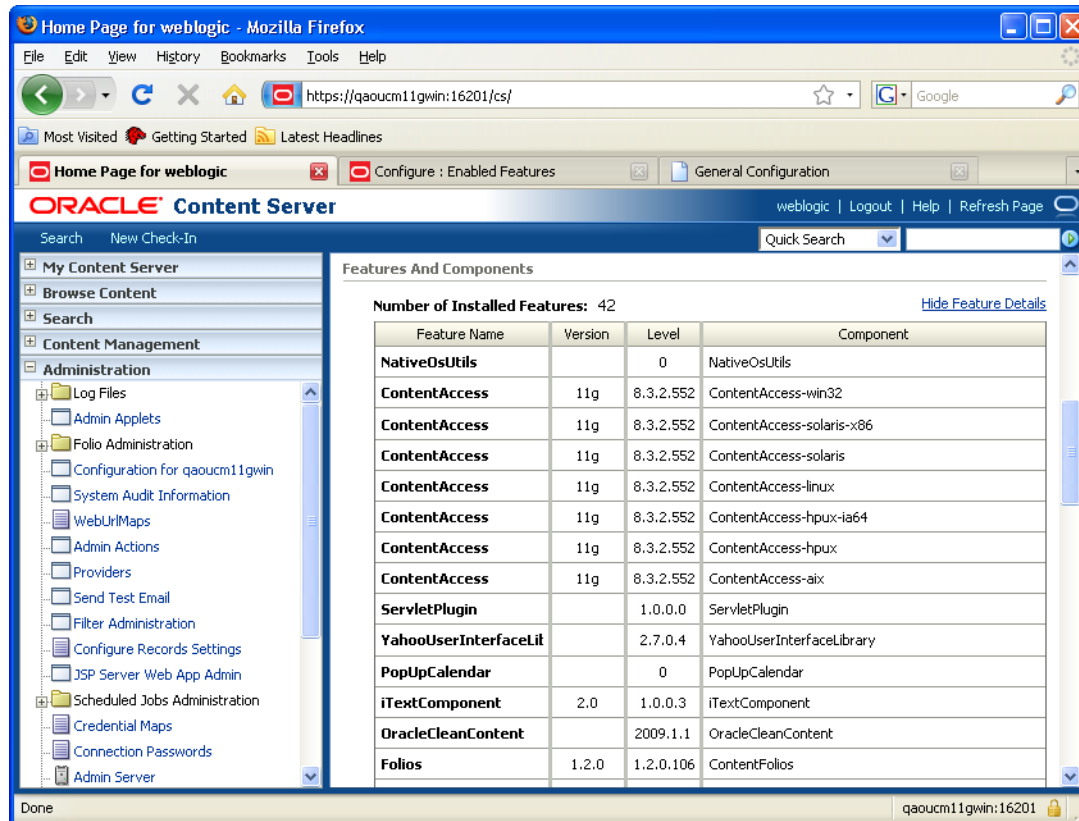 Home Page for weblogic - Mozilla Firefox
File Edit View History Bookmarks Tools Help
https://qaoucm11gwin:16201/cs/
G Google
Most Visited Getting Started Latest Headlines
Home Page for weblogic Configure : Enabled Features General Configuration
ORACLE Content Server
weblogic | Logout | Help | Refresh Page
Search New Check-In Quick Search
My Content Server
Browse Content
Search
Content Management
Administration
Log Files
Admin Applets
Folio Administration
Configuration for qaoucm11gwin
System Audit Information
WebUrlMaps
Admin Actions
Providers
Send Test Email
Filter Administration
Configure Records Settings
JSP Server Web App Admin
Scheduled Jobs Administration
Credential Maps
Connection Passwords
Admin Server
Features And Components
Number of Installed Features: 42 Hide Feature Details
Feature Name Version Level Component
NativeOsUtils 0 NativeOsUtils
ContentAccess 11g 8.3.2.552 ContentAccess-win32
ContentAccess 11g 8.3.2.552 ContentAccess-solaris-x86
ContentAccess 11g 8.3.2.552 ContentAccess-solaris
ContentAccess 11g 8.3.2.552 ContentAccess-linux
ContentAccess 11g 8.3.2.552 ContentAccess-hpux-ia64
ContentAccess 11g 8.3.2.552 ContentAccess-hpux
ContentAccess 11g 8.3.2.552 ContentAccess-aix
ServletPlugin 1.0.0.0 ServletPlugin
YahooUserInterfaceLib 2.7.0.4 YahooUserInterfaceLibrary
PopUpCalendar 0 PopUpCalendar
iTextComponent 2.0 1.0.0.3 iTextComponent
OracleCleanContent 2009.1.1 OracleCleanContent
Folios 1.2.0 1.2.0.106 ContentFolios
Done qaoucm11gwin:16201